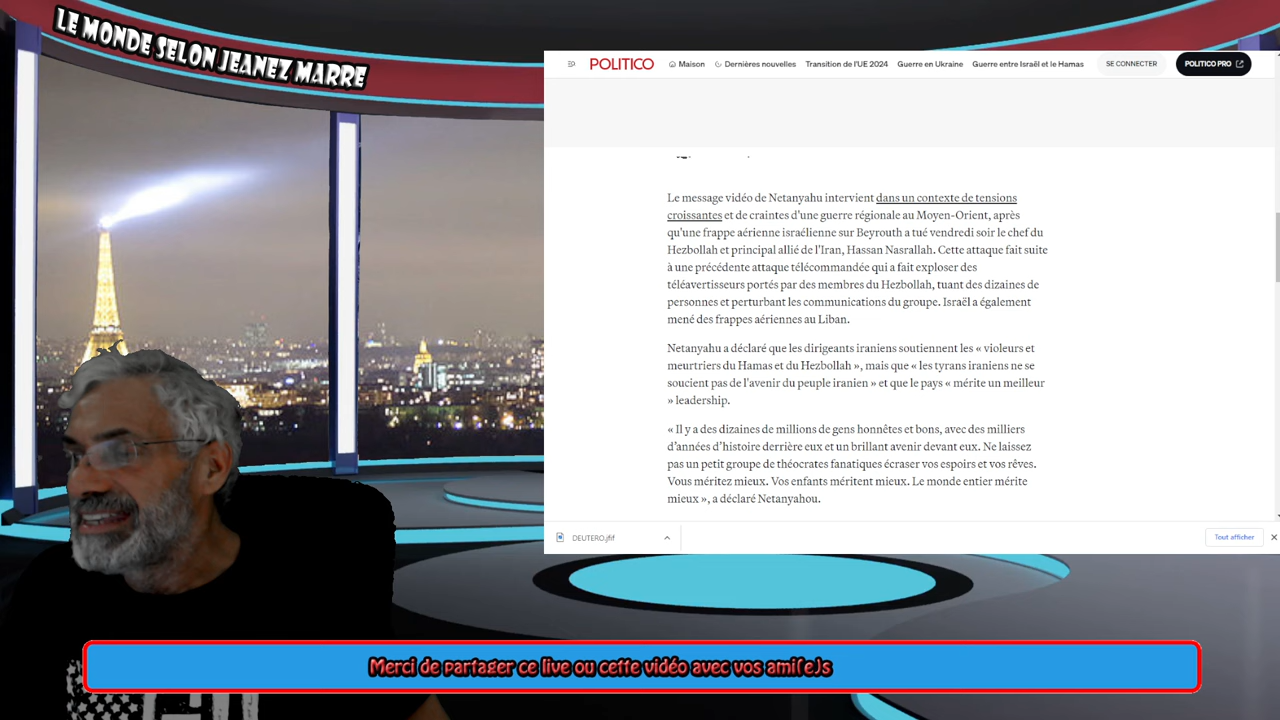 LE MONDE SELON JEANEZ MARRE
POLITICO
Maison
Dernières nouvelles
Transition de l'UE 2024
Guerre en Ukraine
Guerre entre Israël et le Hamas
SE CONNECTER
POLITICO PRO
Le message vidéo de Netanyahu intervient dans un contexte de tensions
croissantes et de craintes d'une guerre régionale au Moyen-Orient, après
qu'une frappe aérienne israélienne sur Beyrouth a tué vendredi soir le chef du
Hezbollah et principal allié de l'Iran, Hassan Nasrallah. Cette attaque fait suite
à une précédente attaque télécommandée qui a fait exploser des
téléavertisseurs portés par des membres du Hezbollah, tuant des dizaines de
personnes et perturbant les communications du groupe. Israël a également
mené des frappes aériennes au Liban.
Netanyahu a déclaré que les dirigeants iraniens soutiennent les « violeurs et
meurtriers du Hamas et du Hezbollah », mais que « les tyrans iraniens ne se
soucient pas de l'avenir du peuple iranien » et que le pays « mérite un meilleur
» leadership.
« Il y a des dizaines de millions de gens honnêtes et bons, avec des milliers
d'années d'histoire derrière eux et un brillant avenir devant eux. Ne laissez
pas un petit groupe de théocrates fanatiques écraser vos espoirs et vos rêves.
Vous méritez mieux. Vos enfants méritent mieux. Le monde entier mérite
mieux », a déclaré Netanyahou.
DEUTERO.jfif
Tout afficher
Merci de partager ce live ou cette vidéo avec vos ami(e)s